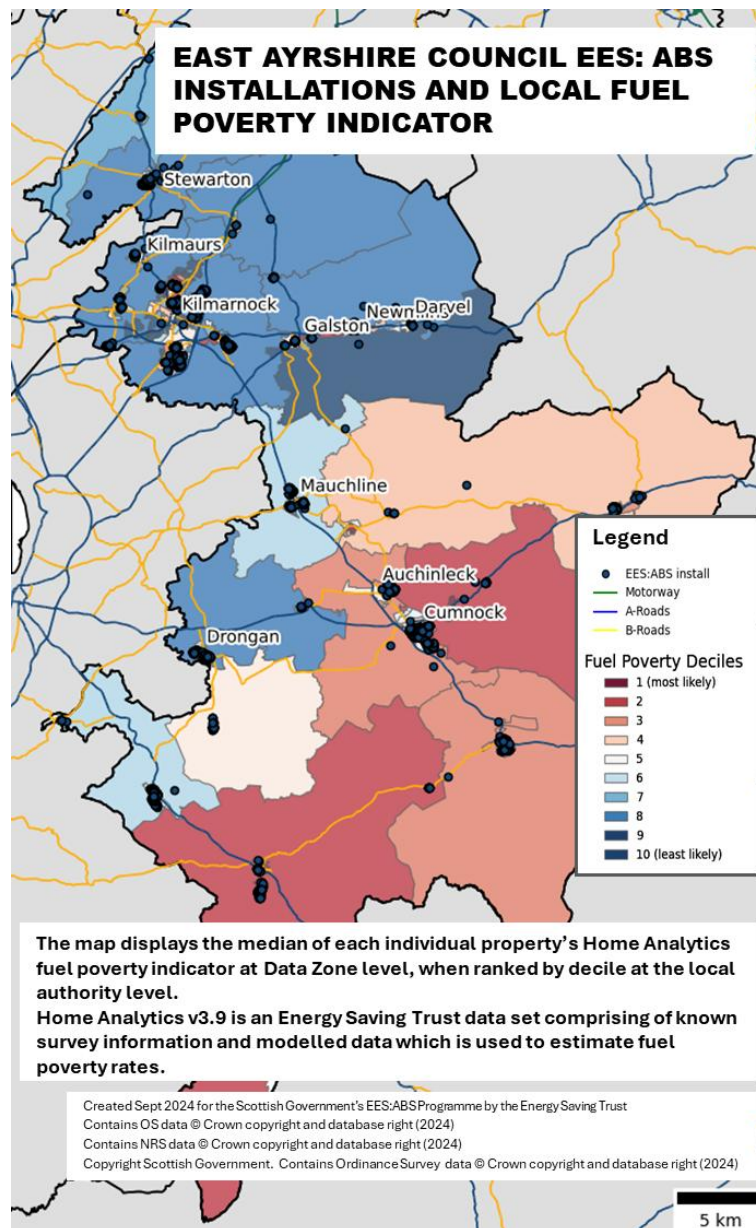 EAST AYRSHIRE COUNCIL EES: ABS
INSTALLATIONS AND LOCAL FUEL
POVERTY INDICATOR
Stewarton
Kilmaurs
Kilmarnock
Galston
Darvel
Mauchline
Auchinleck
Cumnock
Drongan
Legend
EES:ABS install
Motorway
A-Roads
B-Roads
Fuel Poverty Deciles
1 (most likely)
2
3
4
5
6
7
8
9
10 (least likely)
The map displays the median of each individual property's Home Analytics
fuel poverty indicator at Data Zone level, when ranked by decile at the local
authority level.
Home Analytics v3.9 is an Energy Saving Trust data set comprising of known
survey information and modelled data which is used to estimate fuel
poverty rates.
Created Sept 2024 for the Scottish Government's EES:ABS Programme by the Energy Saving Trust
Contains OS data © Crown copyright and database right (2024)
Contains NRS data © Crown copyright and database right (2024)
Copyright Scottish Government. Contains Ordinance Survey data © Crown copyright and database right (2024)
5 km